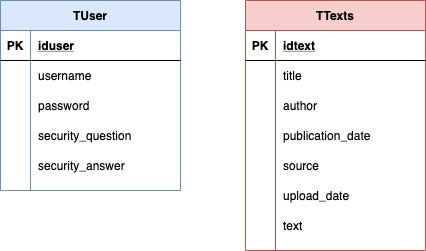 TUser
PK iduser
username
password
security_question
security_answer
TTexts
PK idtext
title
author
publication_date
source
upload_date
text